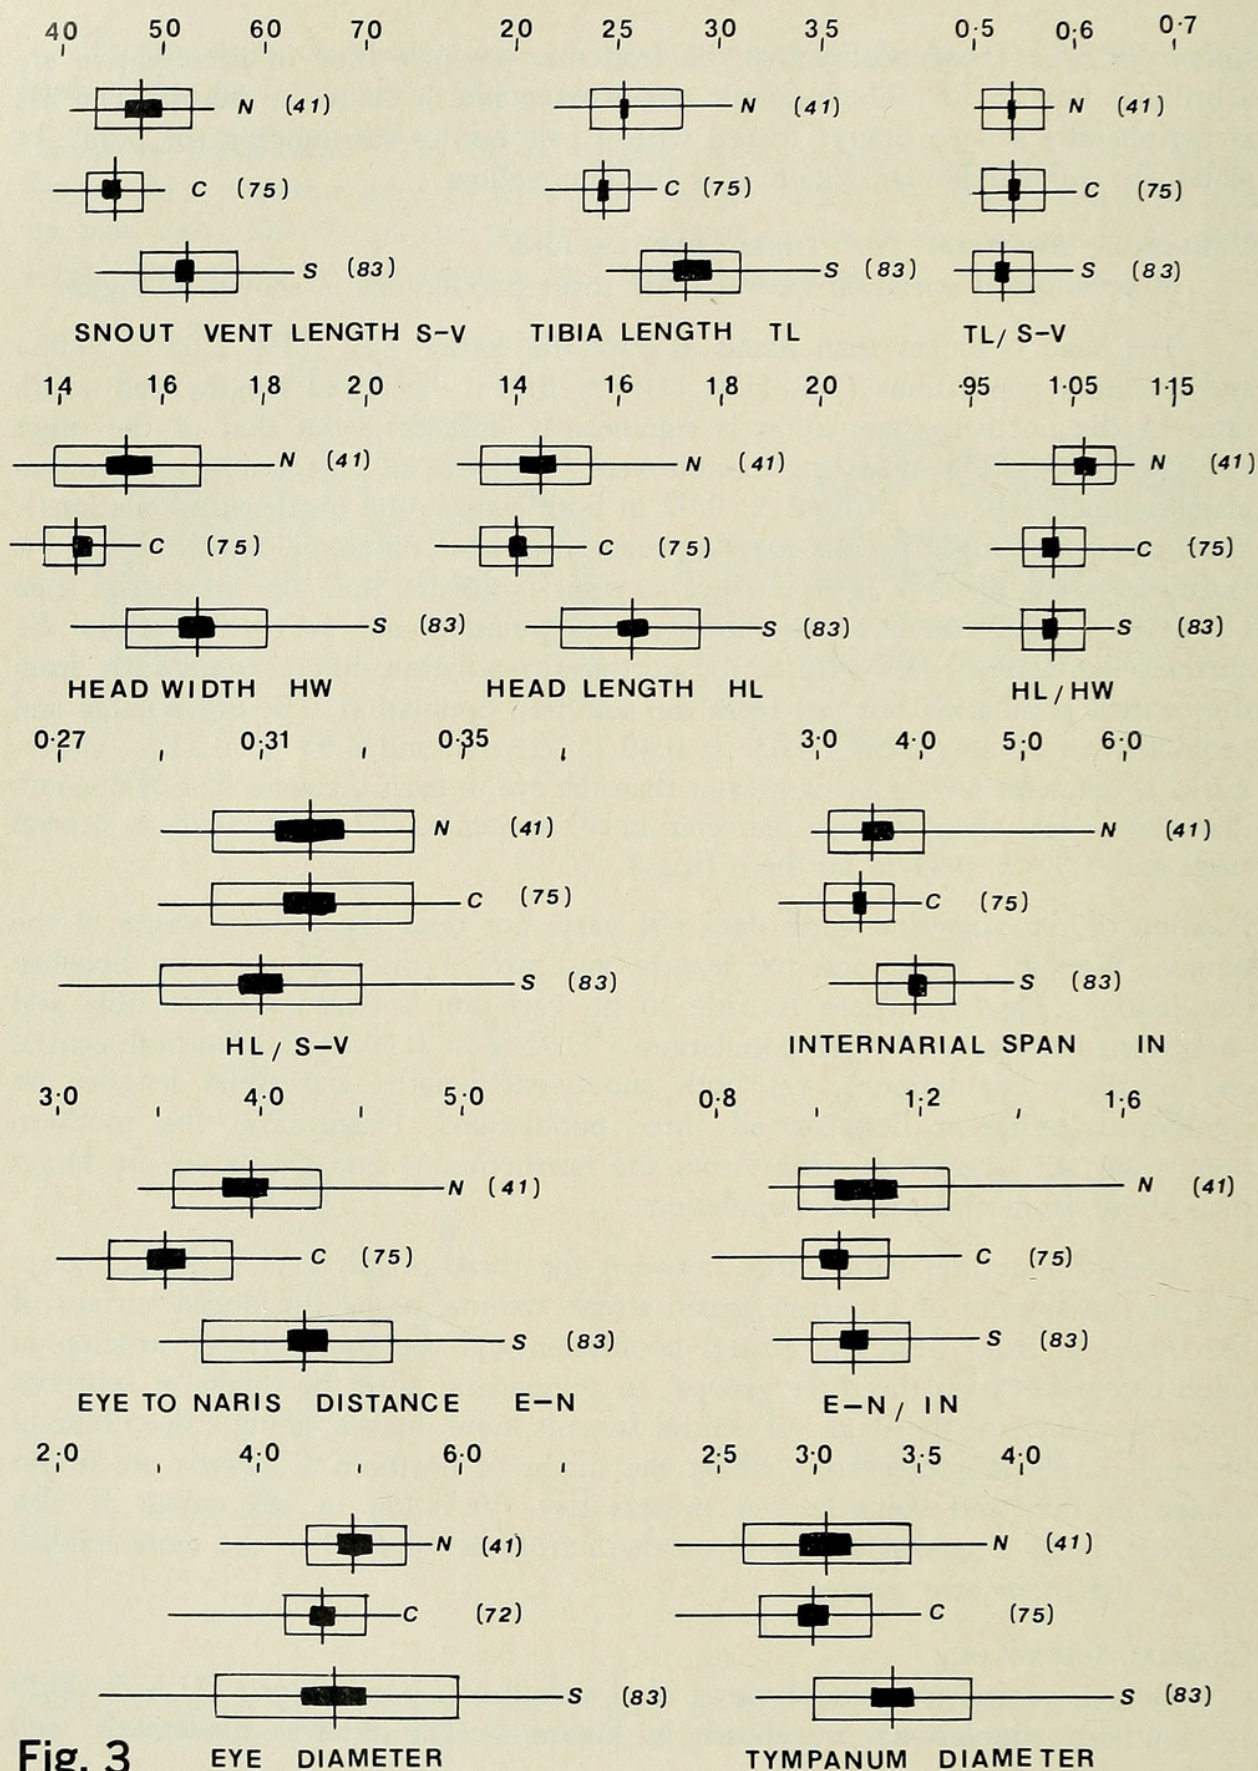 40 50 60 70 20 25 30 35 0·5 0·6 0·7
N (41) N (41) N (41)
C (75) C (75) C (75)
S (83) S (83) S (83)
SNOUT VENT LENGTH S-V TIBIA LENGTH TL TL/S-V
14 16 18 20 14 16 18 20 ·95 1·05 1·15
N (41) N (41) N (41)
C (75) C (75) C (75)
S (83) S (83) S (83)
HEAD WIDTH HW HEAD LENGTH HL HL/HW
0·27 0·31 0·35 3·0 4·0 5·0 6·0
N (41) N (41)
C (75) C (75)
S (83) S (83)
HL/S-V INTERNARIAL SPAN IN
3·0 4·0 5·0 0·8 1·2 1·6
N (41) N (41)
C (75) C (75)
S (83) S (83)
EYE TO NARIS DISTANCE E-N E-N/IN
2·0 4·0 6·0 2·5 3·0 3·5 4·0
N (41) N (41)
C (72) C (75)
S (83) S (83)
Fig. 3 EYE DIAMETER TYMPANUM DIAMETER